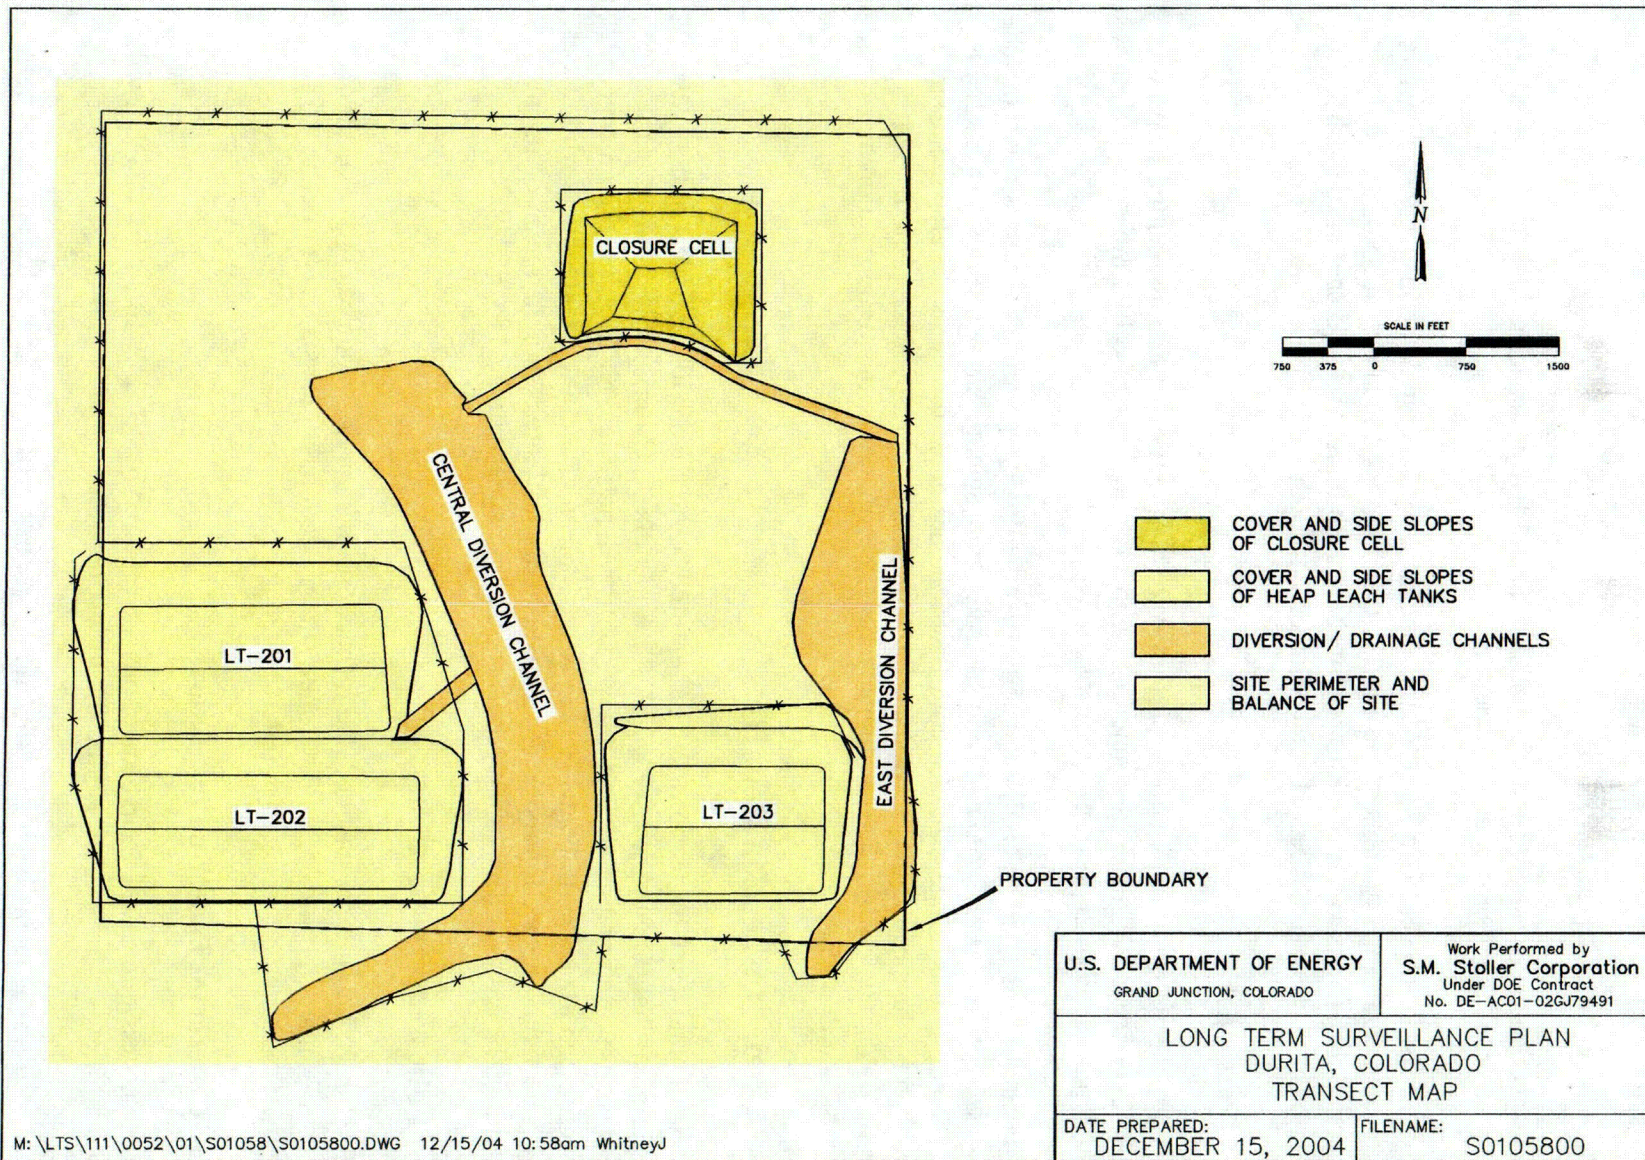 CLOSURE CELL
N
SCALE IN FEET
750 375 0 750 1500
CENTRAL DIVERSION CHANNEL
EAST DIVERSION CHANNEL
COVER AND SIDE SLOPES
OF CLOSURE CELL
COVER AND SIDE SLOPES
OF HEAP LEACH TANKS
DIVERSION/ DRAINAGE CHANNELS
SITE PERIMETER AND
BALANCE OF SITE
LT-201
LT-202
LT-203
PROPERTY BOUNDARY
U.S. DEPARTMENT OF ENERGY
GRAND JUNCTION, COLORADO
Work Performed by
S.M. Stoller Corporation
Under DOE Contract
No. DE-AC01-02GJ79491
LONG TERM SURVEILLANCE PLAN
DURITA, COLORADO
TRANSECT MAP
DATE PREPARED:
DECEMBER 15, 2004
FILENAME:
S0105800
M:\LTS\111\0052\01\S01058\S0105800.DWG 12/15/04 10:58am WhitneyJ